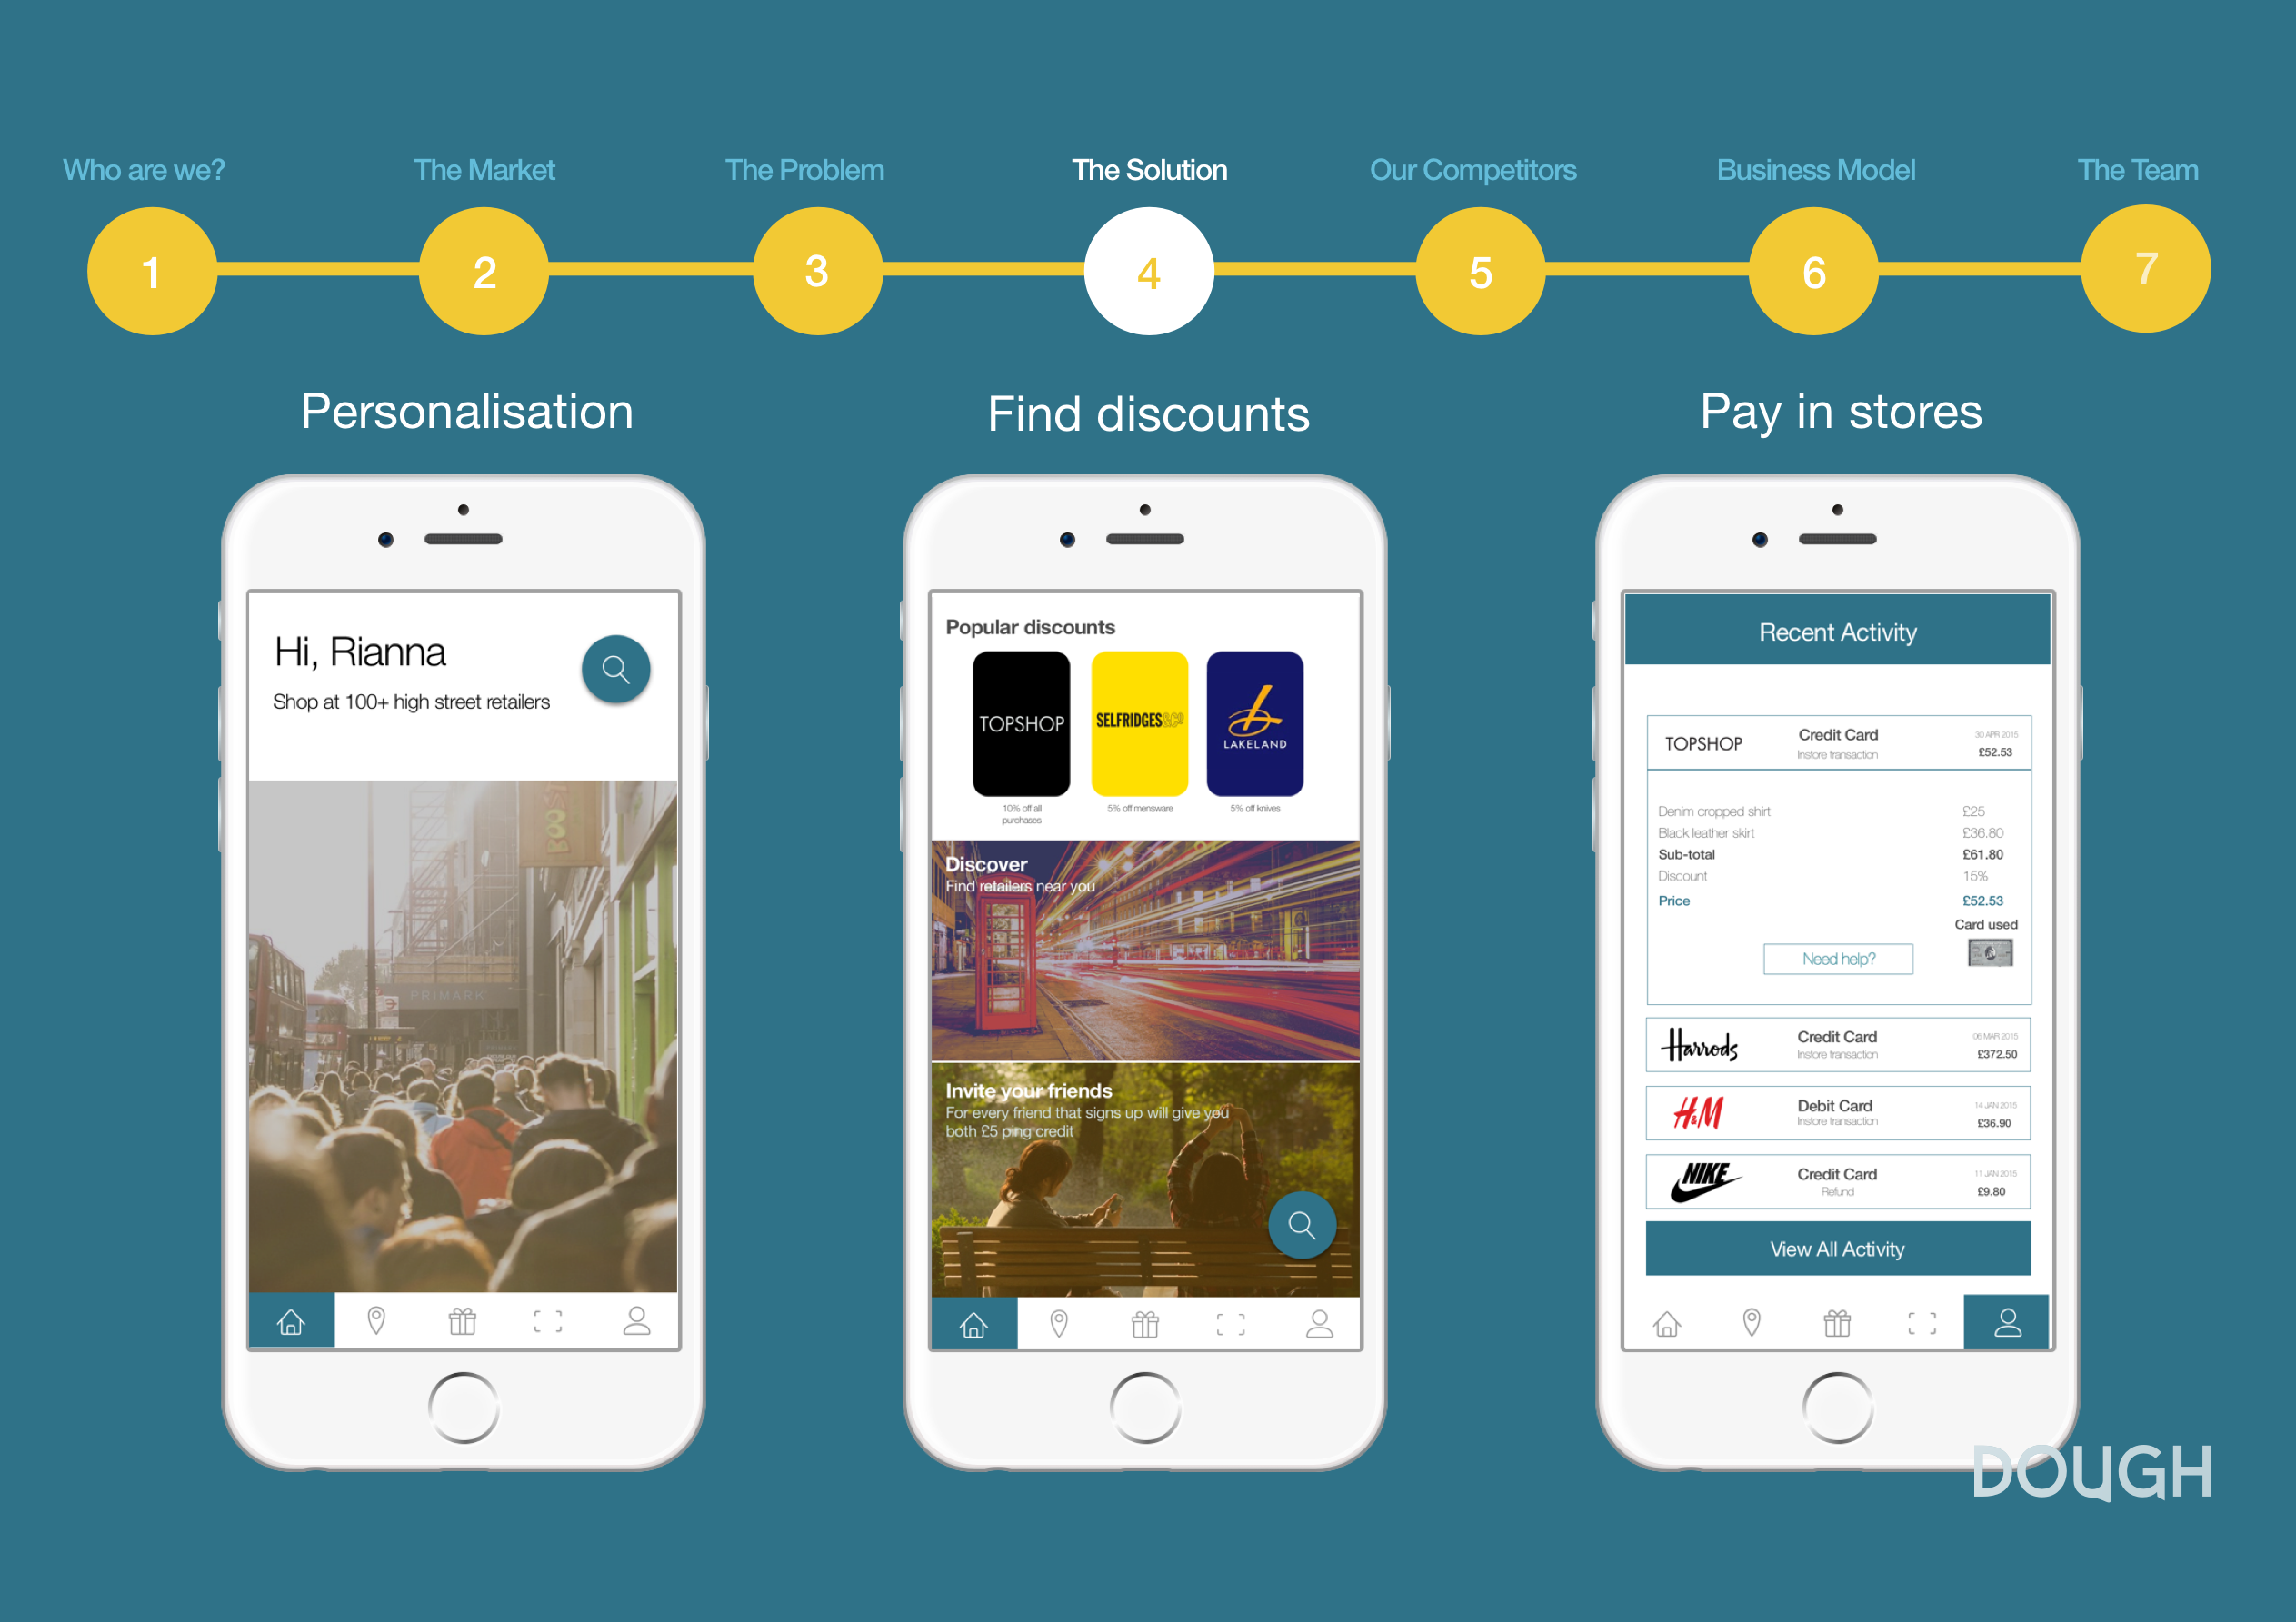 Who are we?
The Market
The Problem
The Solution
Our Competitors
Business Model
The Team
1
2
3
4
5
6
7
Personalisation
Find discounts
Pay in stores
Hi, Rianna
Shop at 100+ high street retailers
PRIMARK
Popular discounts
TOPSHOP
SELFRIDGES&CO
LAKELAND
10% off all
purchases
5% off mensware
5% off knives
Discover
Find retailers near you
Invite your friends
For every friend that signs up will give you
both £5 ping credit
Recent Activity
TOPSHOP
Credit Card
Instore transaction
30 APR 2015
£52.53
Denim cropped shirt £25
Black leather skirt £36.80
Sub-total £61.80
Discount 15%
Price £52.53
Card used
Need help?
Harrods
Credit Card
Instore transaction
06 MAR 2015
£372.50
H&M
Debit Card
Instore transaction
14 JAN 2015
£36.90
NIKE
Credit Card
Refund
11 JAN 2015
£9.80
View All Activity
DOUGH